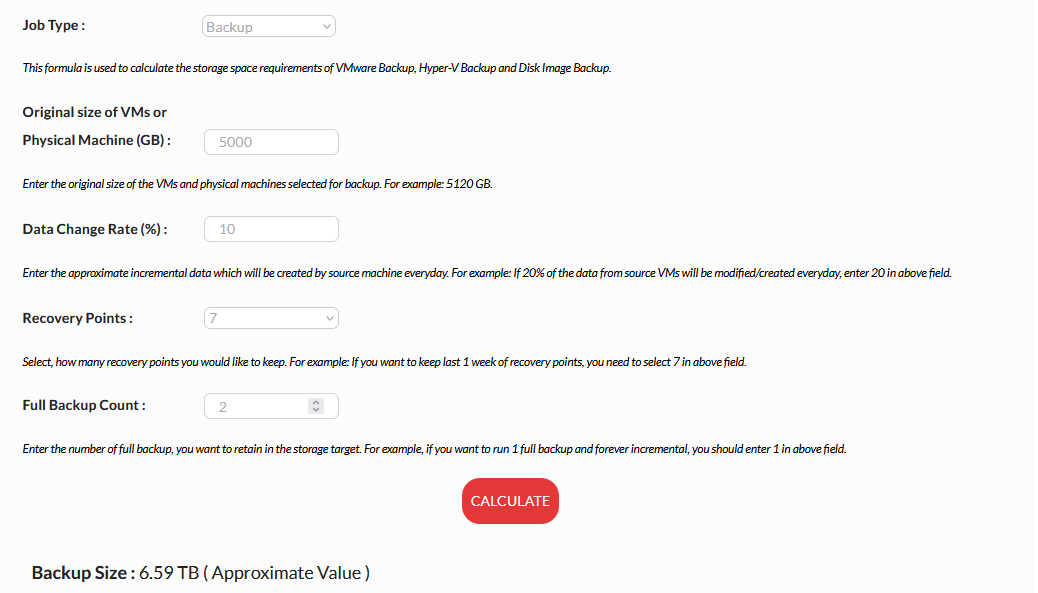 Job Type :
Backup
This formula is used to calculate the storage space requirements of VMware Backup, Hyper-V Backup and Disk Image Backup.
Original size of VMs or
Physical Machine (GB) :
5000
Enter the original size of the VMs and physical machines selected for backup. For example: 5120 GB.
Data Change Rate (%) :
10
Enter the approximate incremental data which will be created by source machine everyday. For example: If 20% of the data from source VMs will be modified/created everyday, enter 20 in above field.
Recovery Points :
7
Select, how many recovery points you would like to keep. For example: If you want to keep last 1 week of recovery points, you need to select 7 in above field.
Full Backup Count :
2
Enter the number of full backup, you want to retain in the storage target. For example, if you want to run 1 full backup and forever incremental, you should enter 1 in above field.
CALCULATE
Backup Size : 6.59 TB ( Approximate Value )